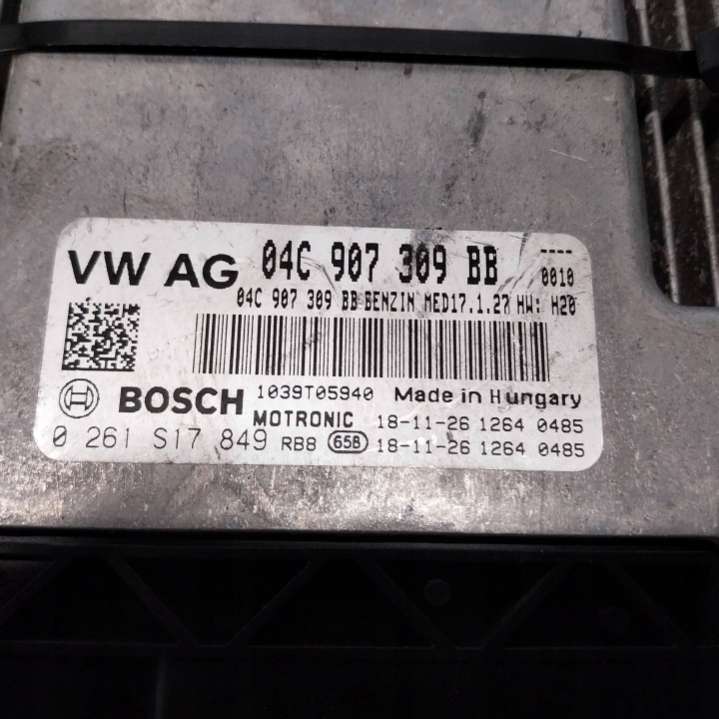 VW AG 04C 907 309 BB ----
0010
04C 907 309 BB BENZIN MED17.1.27 HW: H20
BOSCH 1039T05940 Made in Hungary
MOTRONIC 18-11-26 1264 0485
0 261 S17 849 RB8 658 18-11-26 1264 0485